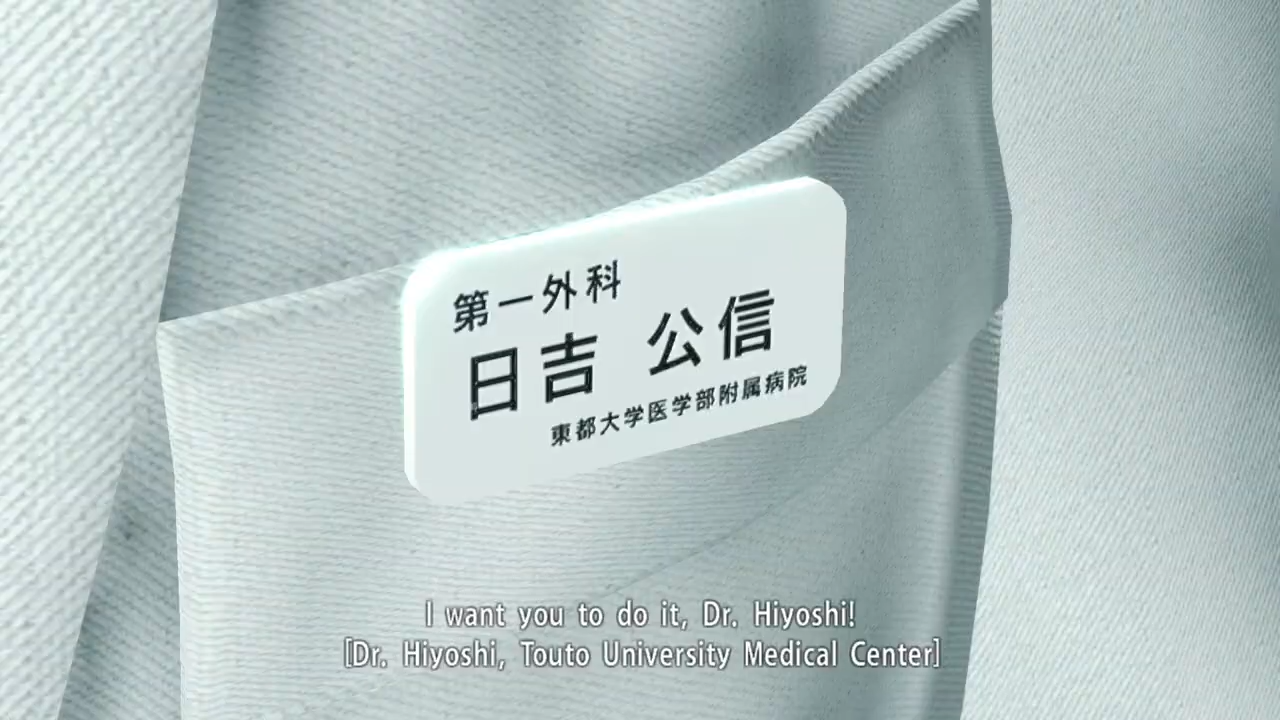 第一外科
日吉 公信
東都大学医学部附属病院
I want you to do it, Dr. Hiyoshi!
[Dr. Hiyoshi, Touto University Medical Center]